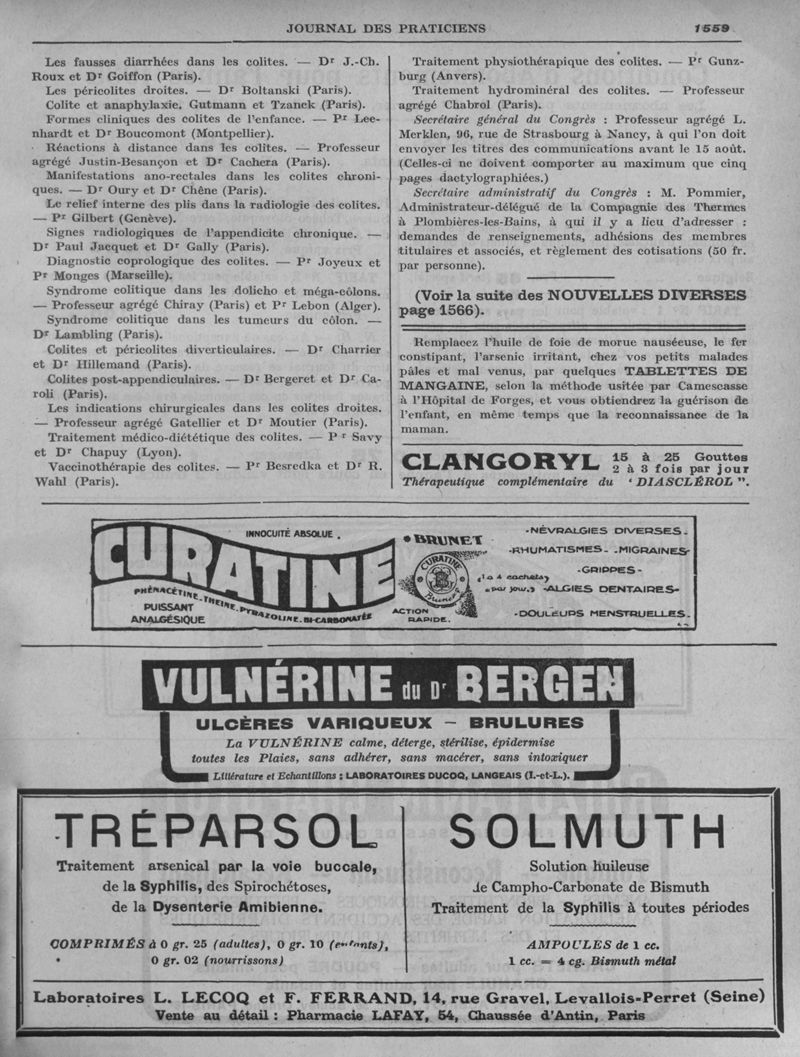 JOURNAL DES PRATICIENS 1559
Les fausses diarrhées dans les colites. — Dr J.-Ch.
Roux et Dr Goiffon (Paris).
Les péricolites droites. — Dr Boltanski (Paris).
Colite et anaphylaxie. Gutmann et Tzanck (Paris).
Formes cliniques des colites de l'enfance. — Pr Lee-
nhardt et Dr Boucomont (Montpellier).
Réactions à distance dans les colites. — Professeur
agrégé Justin-Besançon et Dr Cachera (Paris).
Manifestations ano-rectales dans les colites chroni-
ques. — Dr Oury et Dr Chêne (Paris).
Le relief interne des plis dans la radiologie des colites.
— Pr Gilbert (Genève).
Signes radiologiques de l'appendicite chronique. —
Dr Paul Jacquet et Dr Gally (Paris).
Diagnostic coprologique des colites. — Pr Joyeux et
Pr Monges (Marseille).
Syndrome colitique dans les dolicho et méga-côlons.
— Professeur agrégé Chiray (Paris) et Pr Lebon (Alger).
Syndrome colitique dans les tumeurs du côlon. —
Dr Lambling (Paris).
Colites et péricolites diverticulaires. — Dr Charrier
et Dr Hillemand (Paris).
Colites post-appendiculaires. — Dr Bergeret et Dr Ca-
roli (Paris).
Les indications chirurgicales dans les colites droites.
— Professeur agrégé Gatellier et Dr Moutier (Paris).
Traitement médico-diététique des colites. — P r Savy
et Dr Chapuy (Lyon).
Vaccinothérapie des colites. — Pr Besredka et Dr R.
Wahl (Paris).
Traitement physiothérapique des colites. — Pr Gunz-
burg (Anvers).
Traitement hydrominéral des colites. — Professeur
agrégé Chabrol (Paris).
Secrétaire général du Congrès : Professeur agrégé L.
Merklen, 96, rue de Strasbourg à Nancy, à qui l'on doit
envoyer les titres des communications avant le 15 août.
(Celles-ci ne doivent comporter au maximum que cinq
pages dactylographiées.)
Secrétaire administratif du Congrès : M. Pommier,
Administrateur-délégué de la Compagnie des Thermes
à Plombières-les-Bains, à qui il y a lieu d'adresser :
demandes de renseignements, adhésions des membres
titulaires et associés, et règlement des cotisations (50 fr.
par personne).
(Voir la suite des NOUVELLES DIVERSES
page 1566).
Remplacez l'huile de foie de morue nauséeuse, le fer
constipant, l'arsenic irritant, chez vos petits malades
pâles et mal venus, par quelques TABLETTES DE
MANGAINE, selon la méthode usitée par Camescasse
à l'Hôpital de Forges, et vous obtiendrez la guérison de
l'enfant, en même temps que la reconnaissance de la
maman.
CLANGORYL 15 à 25 Gouttes
2 à 3 fois par jour
Thérapeutique complémentaire du ' DIASCLÉROL ".
INNOCUITÉ ABSOLUE.
CURATINE
PHÉNACÉTINE-THEINE-PYRAZOLINE.BI-CARBONATÉE
PUISSANT
ANALGÉSIQUE
BRUNET
CURATINE
B
Brunet
ACTION
RAPIDE.
-NÉVRALGIES DIVERSES-
-RHUMATISMES- -MIGRAINES-
-GRIPPES-
(1 à 4 cachets
par jour.) -ALGIES DENTAIRES-
-DOULEURS MENSTRUELLES-
VULNÉRINE du Dr BERGEN
ULCÈRES VARIQUEUX — BRULURES
La VULNÉRINE calme, déterge, stérilise, épidermise
toutes les Plaies, sans adhérer, sans macérer, sans intoxiquer
Littérature et Echantillons : LABORATOIRES DUCOQ, LANGEAIS (I.-et-L.).
TRÉPARSOL
Traitement arsenical par la voie buccale,
de la Syphilis, des Spirochétoses,
de la Dysenterie Amibienne.
COMPRIMÉS à 0 gr. 25 (adultes), 0 gr. 10 (enfants),
0 gr. 02 (nourrissons)
SOLMUTH
Solution huileuse
de Campho-Carbonate de Bismuth
Traitement de la Syphilis à toutes périodes
AMPOULES de 1 cc.
1 cc. = 4 cg. Bismuth métal
Laboratoires L. LECOQ et F. FERRAND, 14, rue Gravel, Levallois-Perret (Seine)
Vente au détail : Pharmacie LAFAY, 54, Chaussée d'Antin, Paris